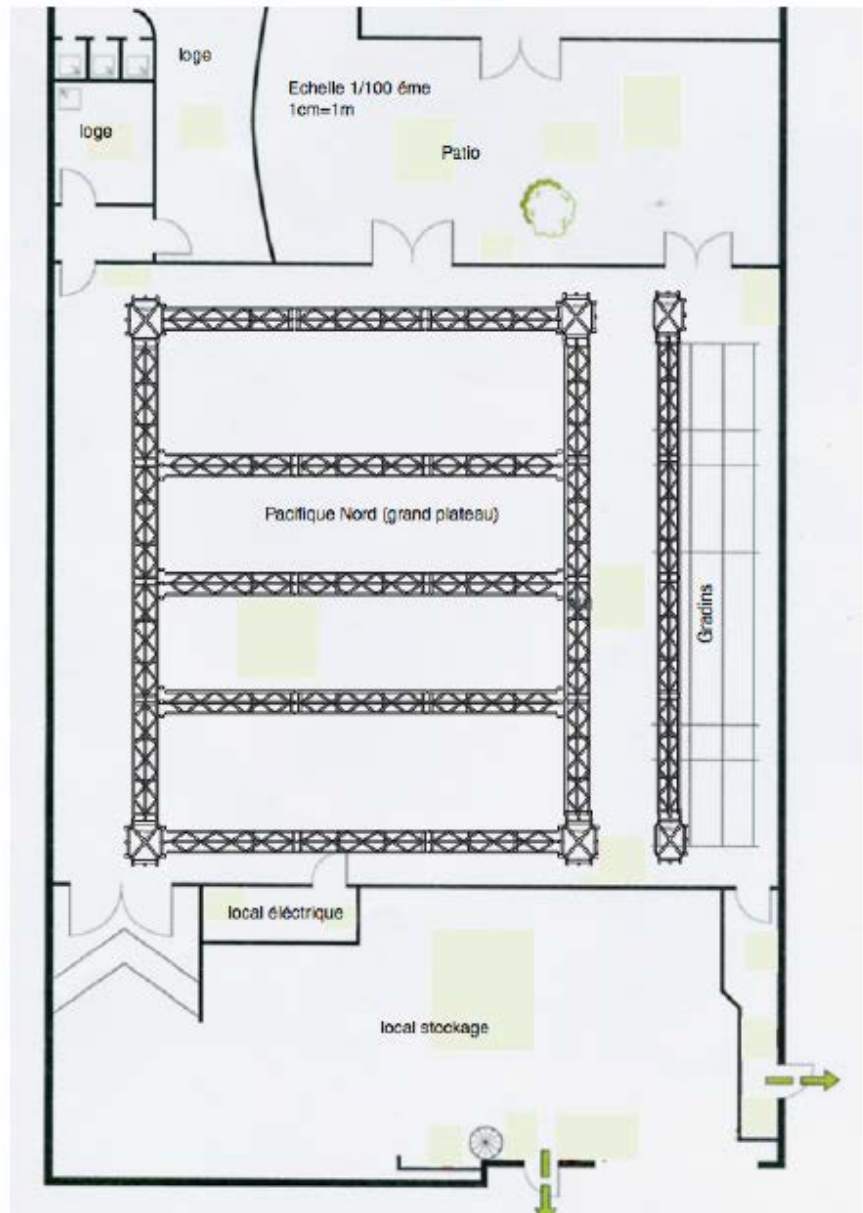 loge
Echelle 1/100 éme
1cm=1m
loge
Patio
Pacifique Nord (grand plateau)
Gradins
local éléctrique
local stockage